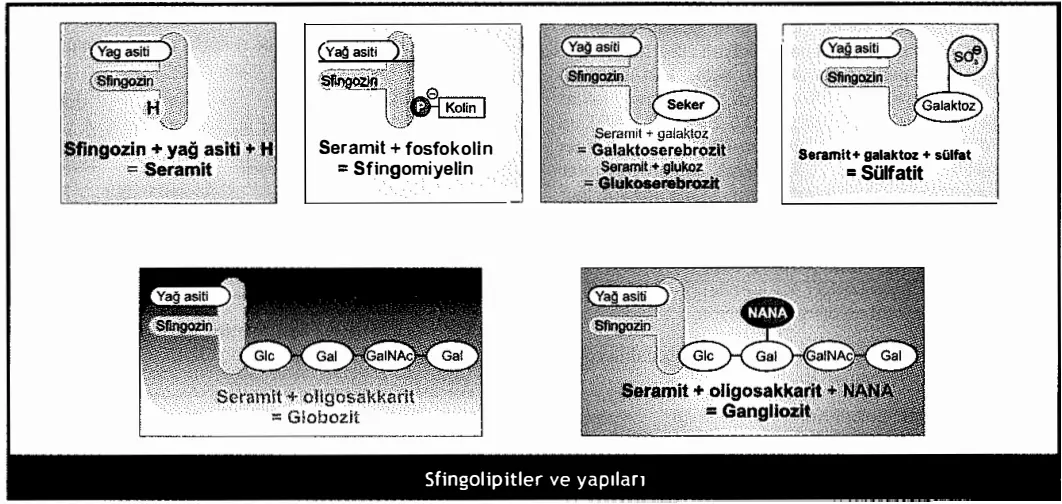 Yag asiti
Sfingozin
H
Sfingozin + yağ asiti + H
= Seramit
Yağ asiti
Sfingozin
P
Kolin
Seramit + fosfokolin
= Sfingomiyelin
Yağ asiti
Sfingozin
Seker
Seramit + galaktoz
= Galaktoserebrozit
Seramit + glukoz
= Glukoserebrozit
Yağ asiti
Sfingozin
SO₃⊖
Galaktoz
Seramit + galaktoz + sülfat
= Sülfatit
Yağ asiti
Sfingozin
Glc Gal GalNAc Gal
Seramit + oligosakkarit
= Globozit
Yağ asiti
Sfingozin
NANA
Glc Gal GalNAc Gal
Seramit + oligosakkarit + NANA
= Gangliozit
Sfingolipitler ve yapıları